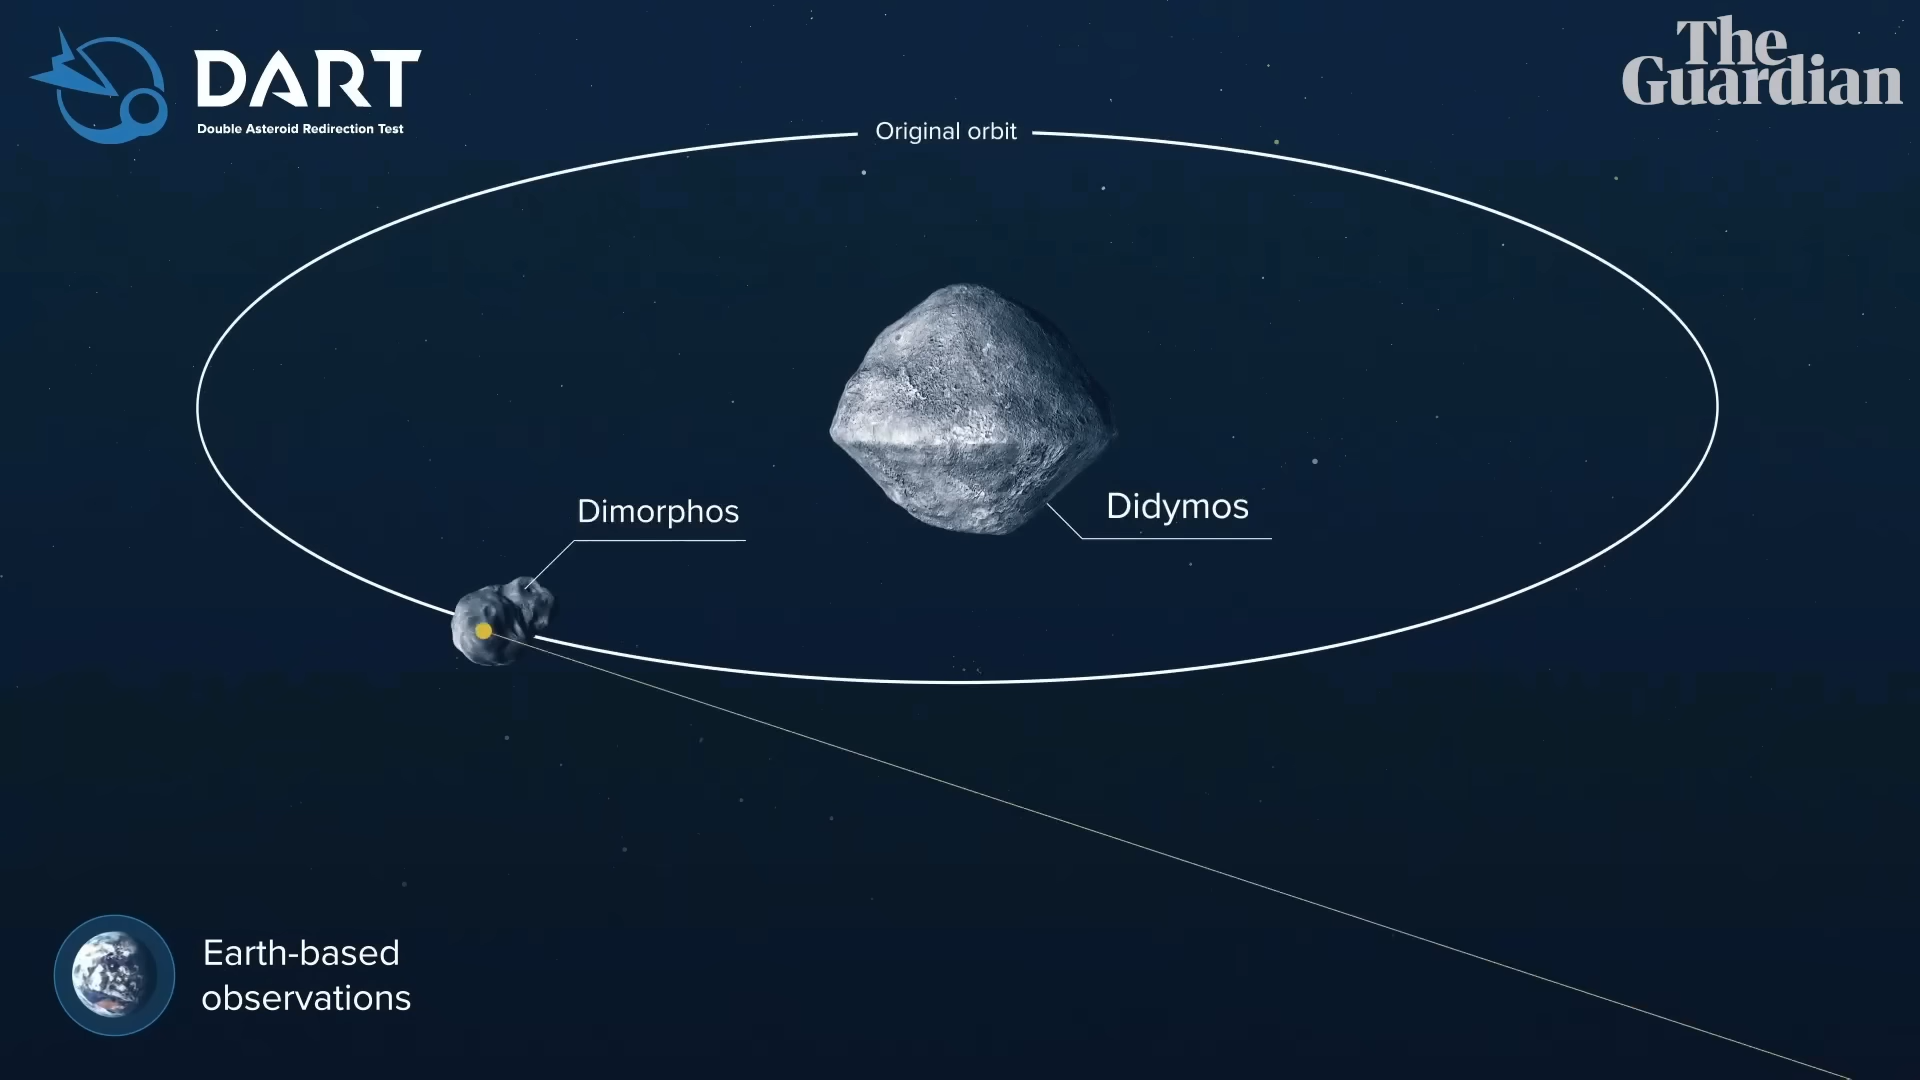 DART
Double Asteroid Redirection Test
The
Guardian
Original orbit
Dimorphos
Didymos
Earth-based
observations